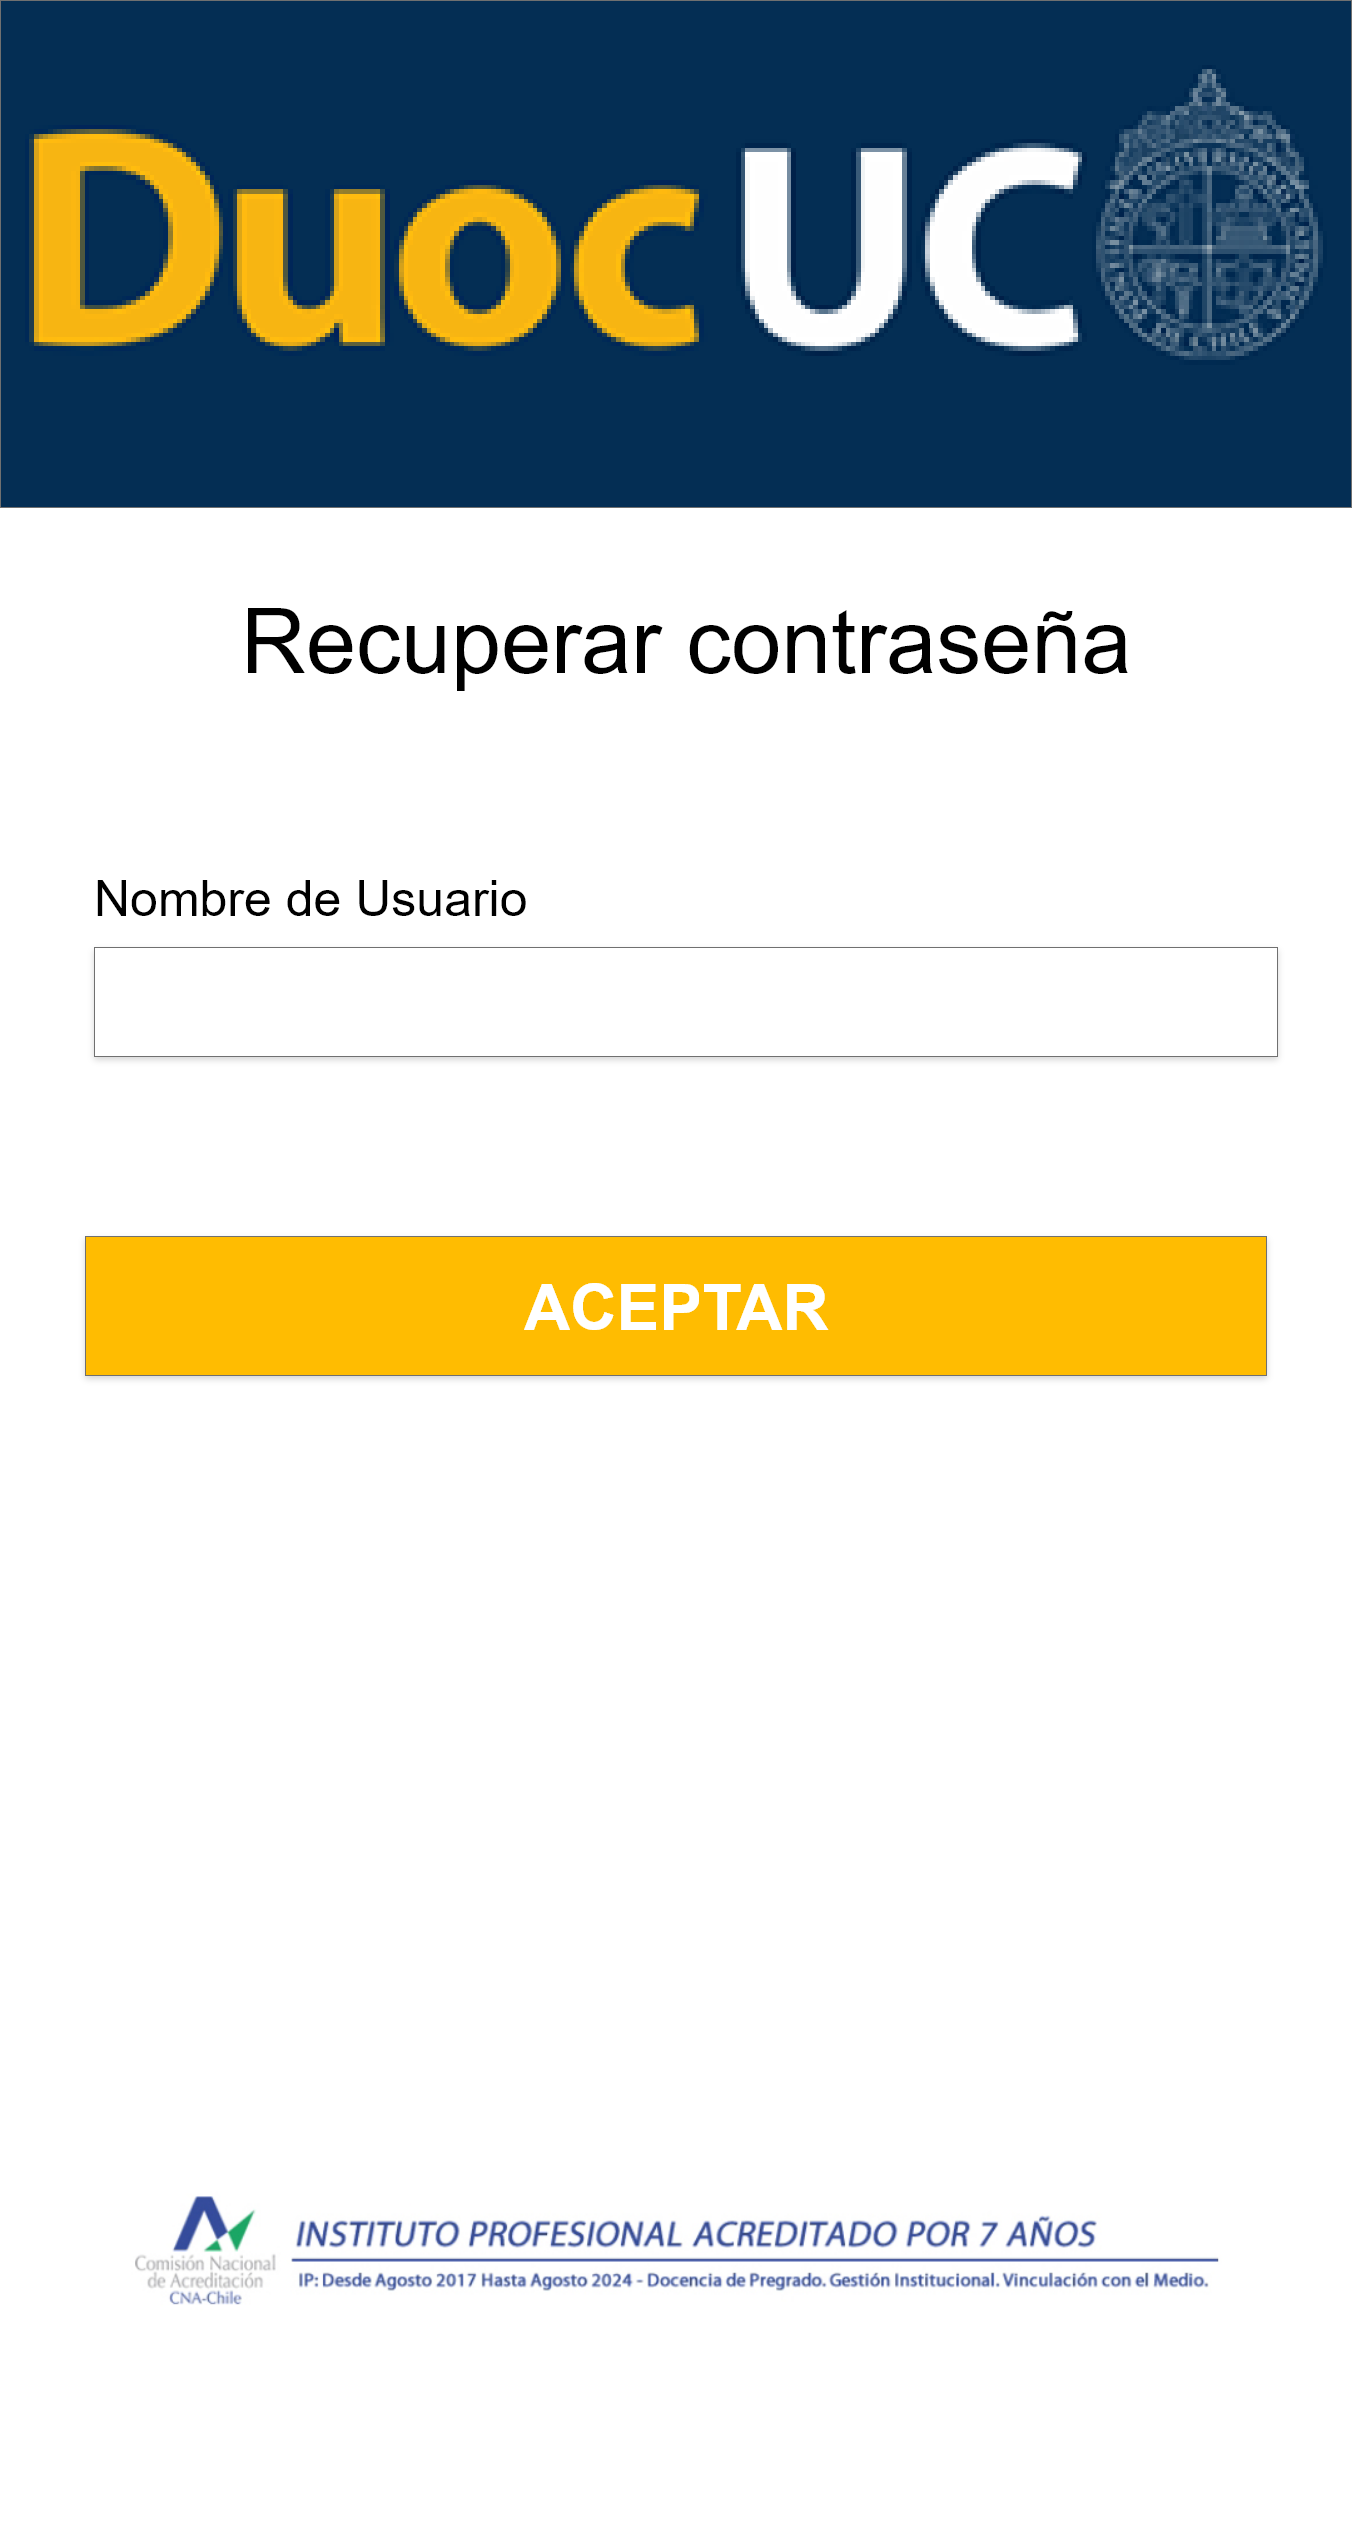 Duoc UC
Recuperar contraseña
Nombre de Usuario
ACEPTAR
INSTITUTO PROFESIONAL ACREDITADO POR 7 AÑOS
IP: Desde Agosto 2017 Hasta Agosto 2024 - Docencia de Pregrado. Gestión Institucional. Vinculación con el Medio.
Comisión Nacional
de Acreditación
CNA-Chile